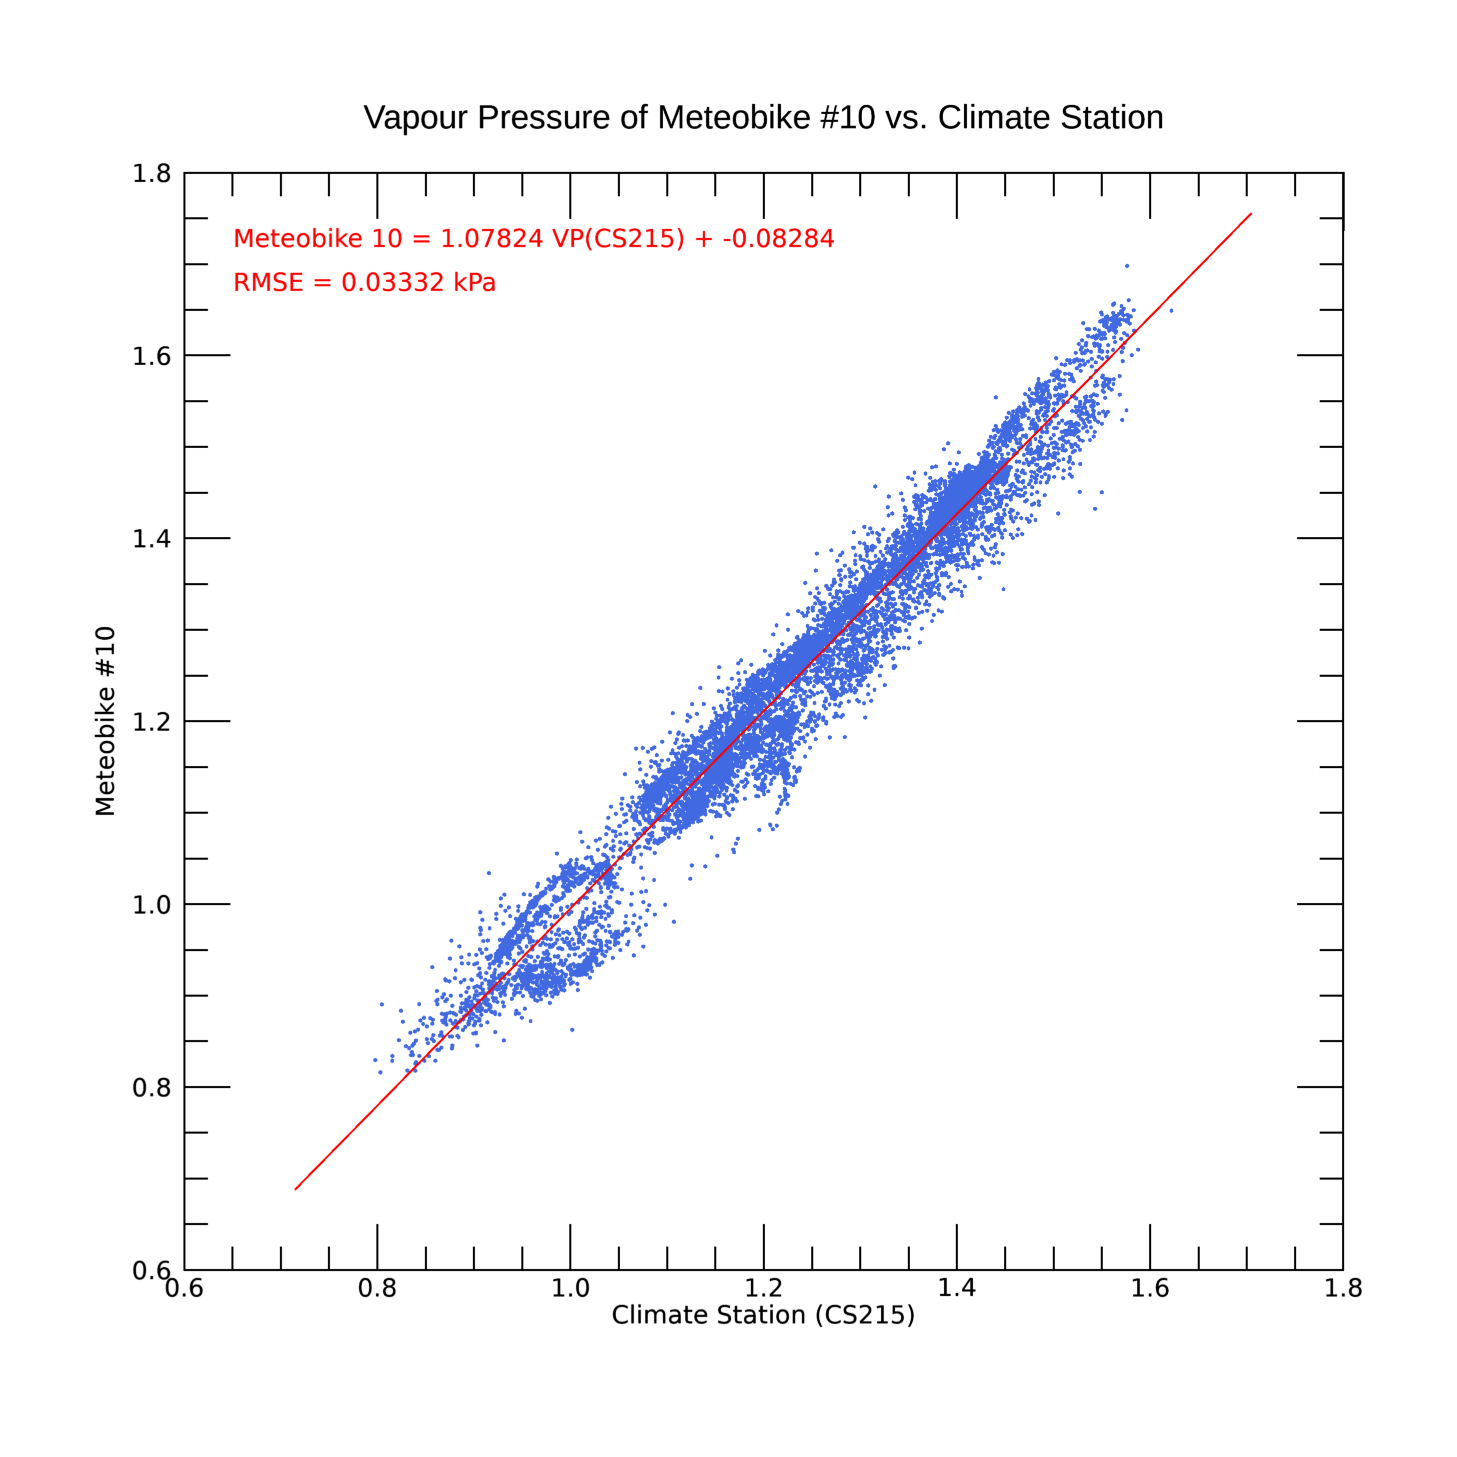 Vapour Pressure of Meteobike #10 vs. Climate Station
1.8
Meteobike 10 = 1.07824 VP(CS215) + -0.08284
RMSE = 0.03332 kPa
1.6
1.4
1.2
1.0
0.8
0.6
Meteobike #10
0.6 0.8 1.0 1.2 1.4 1.6 1.8
Climate Station (CS215)